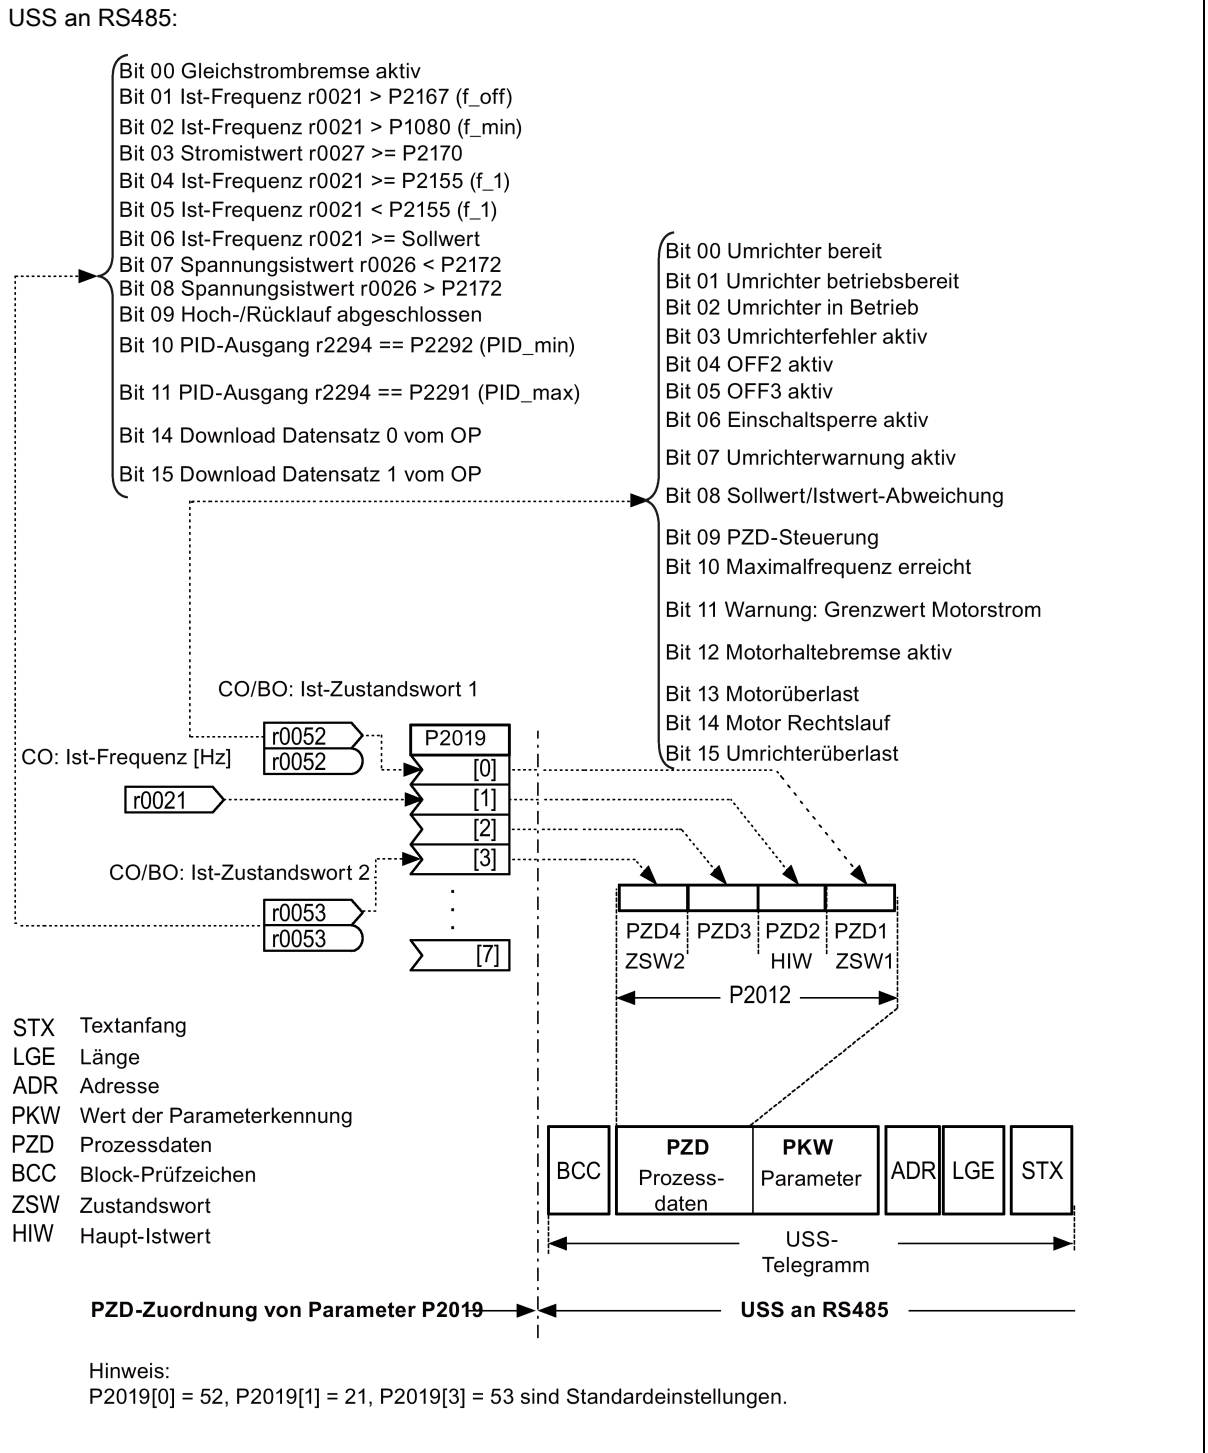 USS an RS485:
Bit 00 Gleichstrombremse aktiv
Bit 01 Ist-Frequenz r0021 > P2167 (f_off)
Bit 02 Ist-Frequenz r0021 > P1080 (f_min)
Bit 03 Stromistwert r0027 >= P2170
Bit 04 Ist-Frequenz r0021 >= P2155 (f_1)
Bit 05 Ist-Frequenz r0021 < P2155 (f_1)
Bit 06 Ist-Frequenz r0021 >= Sollwert
Bit 07 Spannungsistwert r0026 < P2172
Bit 08 Spannungsistwert r0026 > P2172
Bit 09 Hoch-/Rücklauf abgeschlossen
Bit 10 PID-Ausgang r2294 == P2292 (PID_min)
Bit 11 PID-Ausgang r2294 == P2291 (PID_max)
Bit 14 Download Datensatz 0 vom OP
Bit 15 Download Datensatz 1 vom OP
Bit 00 Umrichter bereit
Bit 01 Umrichter betriebsbereit
Bit 02 Umrichter in Betrieb
Bit 03 Umrichterfehler aktiv
Bit 04 OFF2 aktiv
Bit 05 OFF3 aktiv
Bit 06 Einschaltsperre aktiv
Bit 07 Umrichterwarnung aktiv
Bit 08 Sollwert/Istwert-Abweichung
Bit 09 PZD-Steuerung
Bit 10 Maximalfrequenz erreicht
Bit 11 Warnung: Grenzwert Motorstrom
Bit 12 Motorhaltebremse aktiv
Bit 13 Motorüberlast
Bit 14 Motor Rechtslauf
Bit 15 Umrichterüberlast
CO/BO: Ist-Zustandswort 1
r0052
r0052
CO: Ist-Frequenz [Hz]
r0021
CO/BO: Ist-Zustandswort 2
r0053
r0053
P2019
[0]
[1]
[2]
[3]
[7]
PZD4 PZD3 PZD2 PZD1
ZSW2 HIW ZSW1
P2012
STX Textanfang
LGE Länge
ADR Adresse
PKW Wert der Parameterkennung
PZD Prozessdaten
BCC Block-Prüfzeichen
ZSW Zustandswort
HIW Haupt-Istwert
BCC
PZD
Prozess-
daten
PKW
Parameter
ADR
LGE
STX
USS-
Telegramm
PZD-Zuordnung von Parameter P2019
USS an RS485
Hinweis:
P2019[0] = 52, P2019[1] = 21, P2019[3] = 53 sind Standardeinstellungen.